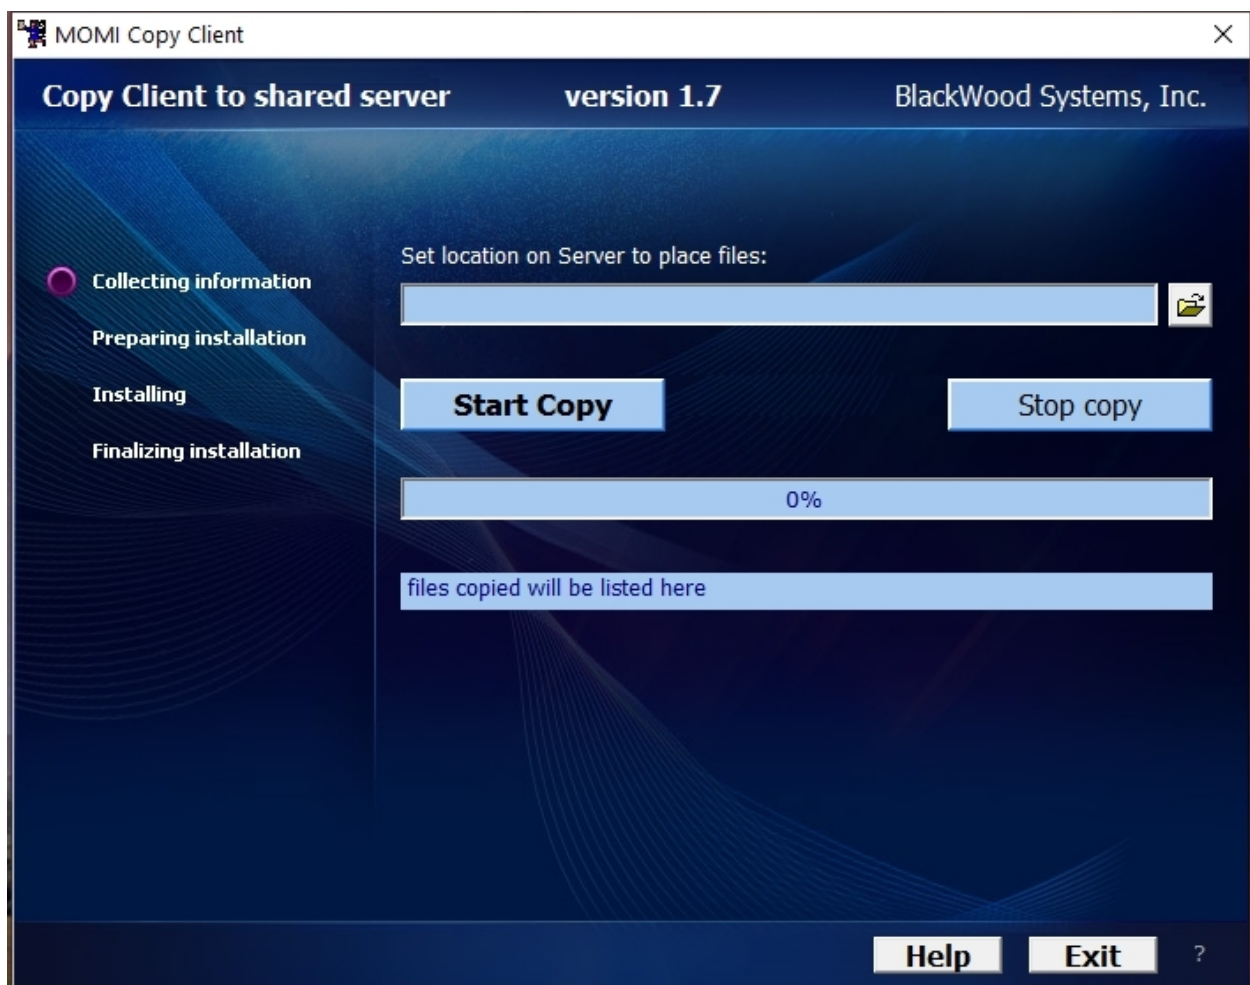 MOMI Copy Client
Copy Client to shared server version 1.7 BlackWood Systems, Inc.
Set location on Server to place files:
Collecting information
Preparing installation
Installing
Finalizing installation
Start Copy Stop copy
0%
files copied will be listed here
Help Exit ?